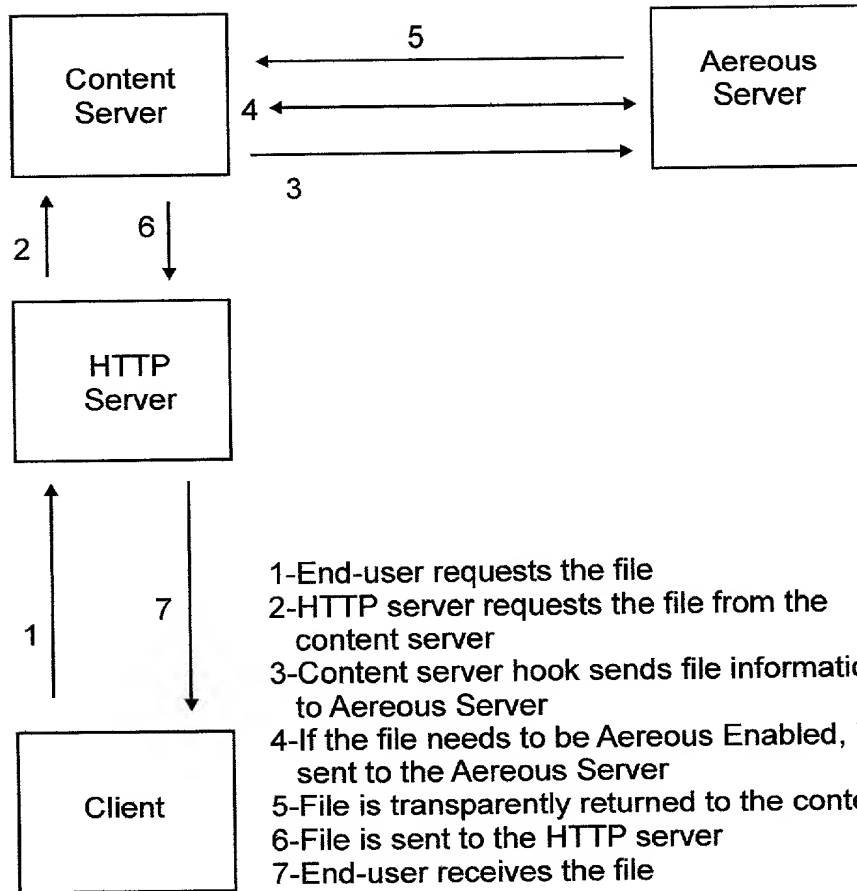 5
Content
Server
Aereous
Server
4
3
2
6
HTTP
Server
1
7
Client
1-End-user requests the file
2-HTTP server requests the file from the
content server
3-Content server hook sends file
to Aereous Server
4-If the file needs to be Aereous Enabled,
sent to the Aereous Server
5-File is transparently returned to the
6-File is sent to the HTTP server
7-End-user receives the file